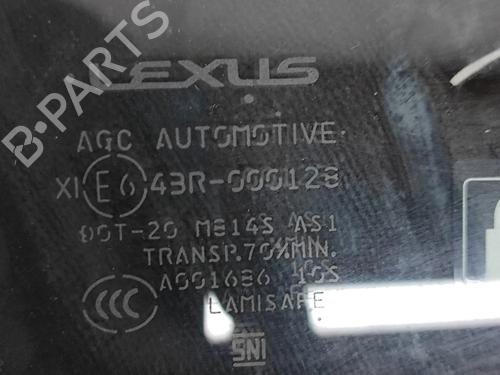 B-PARTS
LEXUS
AGC AUTOMOTIVE
XI E6 43R-000128
DOT-20 M814S AS1
TRANSP.70%MIN.
A001686 10S
CCC
LAMISAFE
SNI